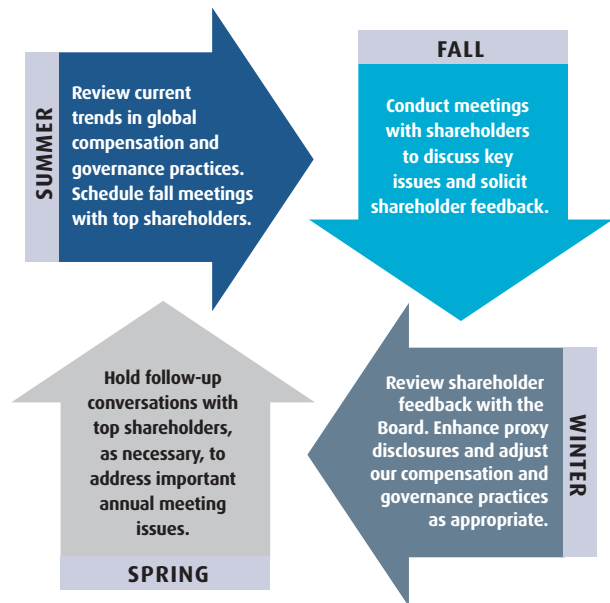 SUMMER
Review current
trends in global
compensation and
governance practices.
Schedule fall meetings
with top shareholders.
FALL
Conduct meetings
with shareholders
to discuss key
issues and solicit
shareholder feedback.
WINTER
Review shareholder
feedback with the
Board. Enhance proxy
disclosures and adjust
our compensation and
governance practices
as appropriate.
Hold follow-up
conversations with
top shareholders,
as necessary, to
address important
annual meeting
issues.
SPRING